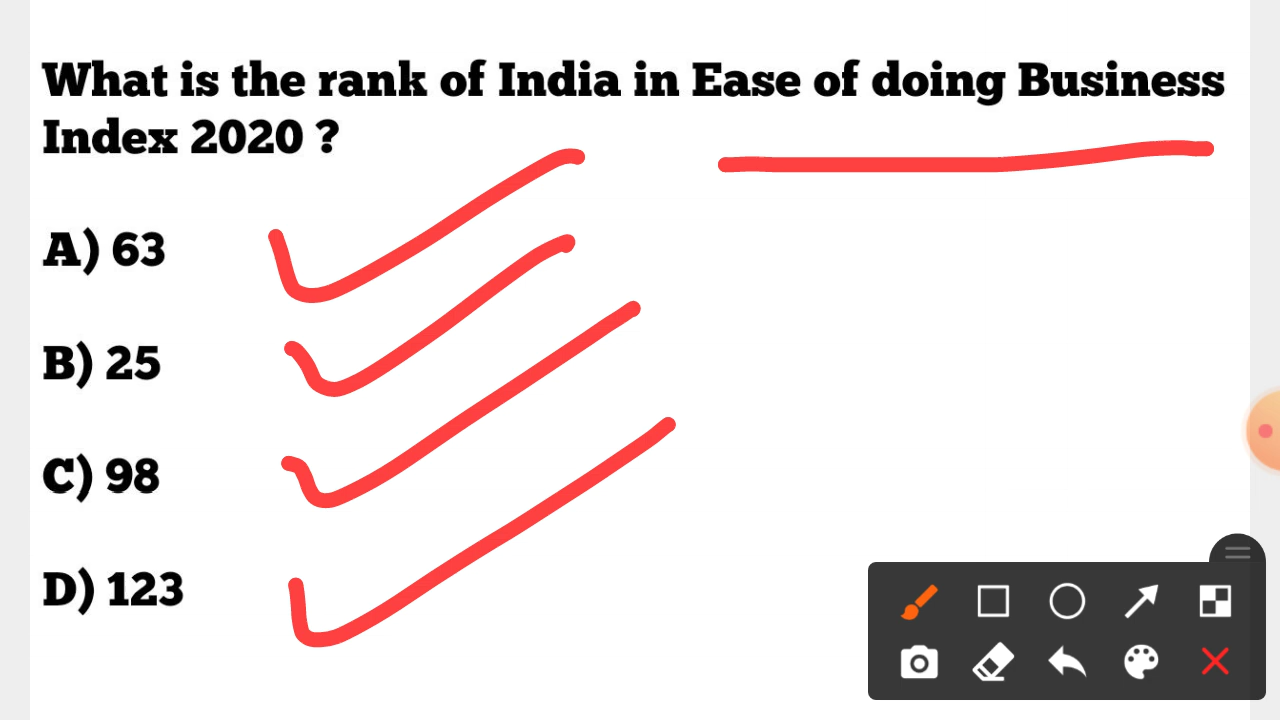 What is the rank of India in Ease of doing Business
Index 2020 ?
A) 63
B) 25
C) 98
D) 123